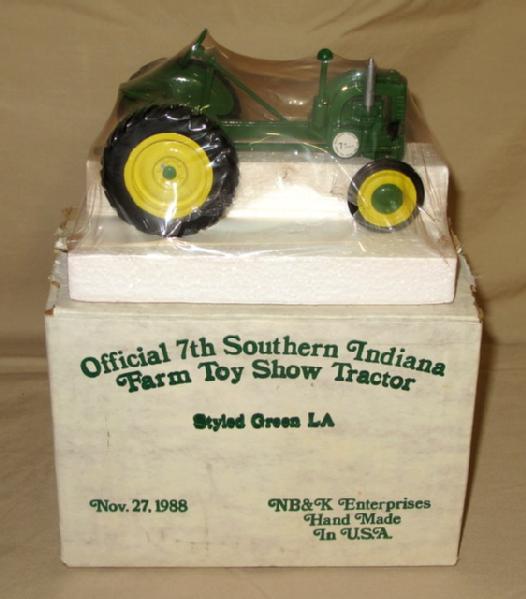 Official 7th Southern Indiana
Farm Toy Show Tractor
Styled Green LA
Nov. 27, 1988
NB&K Enterprises
Hand Made
In U.S.A.